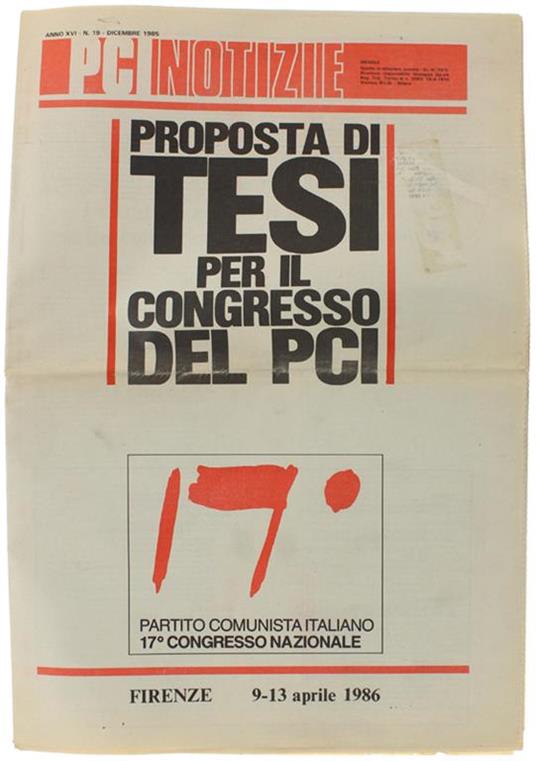 ANNO XVI - N. 19 - DICEMBRE 1985
PCI NOTIZIE
MENSILE
PROPOSTA DI
TESI
PER IL
CONGRESSO
DEL PCI
17°
PARTITO COMUNISTA ITALIANO
17° CONGRESSO NAZIONALE
FIRENZE 9-13 aprile 1986